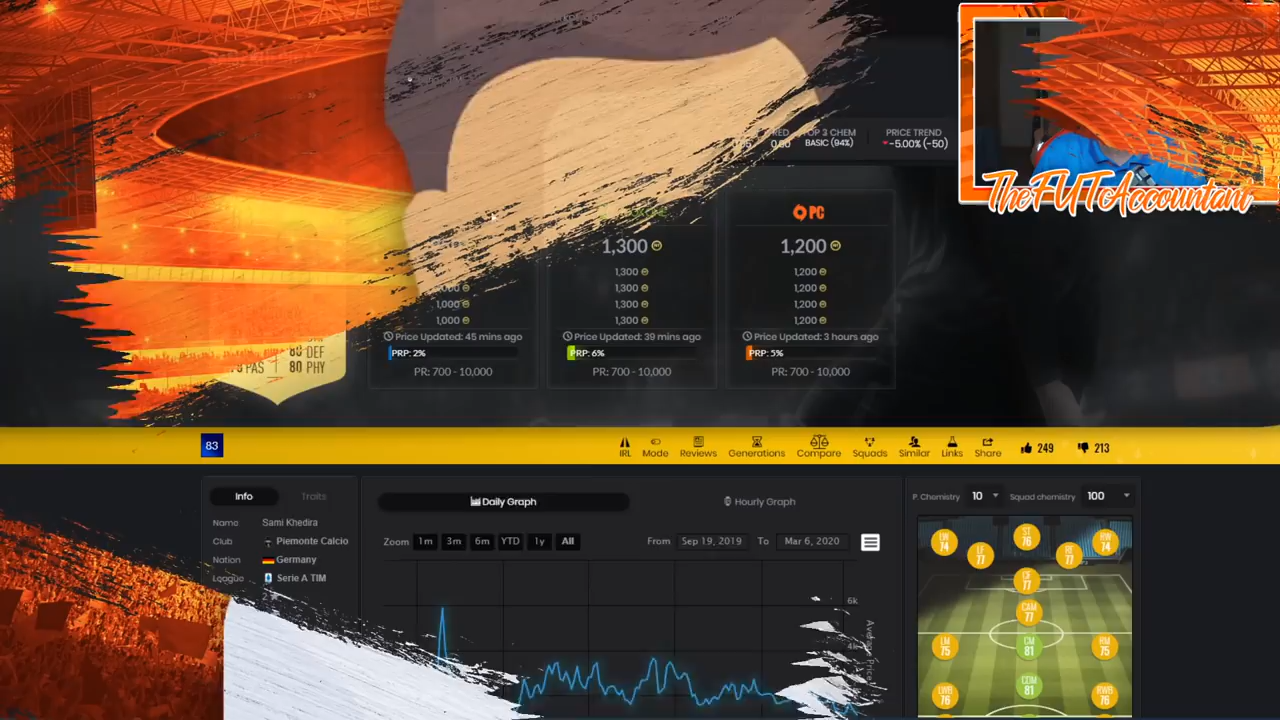 RED
TOP 3 CHEM
BASIC (94%)
PRICE TREND
-5.00% (-50)
TheFUTAccountant
PC
1,300
1,200
1,300
1,200
1,300
1,200
1,000
1,300
1,200
1,000
1,300
1,200
Price Updated: 45 mins ago
Price Updated: 39 mins ago
Price Updated: 3 hours ago
PRP: 2%
PRP: 6%
PRP: 5%
PR: 700 - 10,000
PR: 700 - 10,000
PR: 700 - 10,000
80 DEF
PAS
80 PHY
83
IRL
Mode
Reviews
Generations
Compare
Squads
Similar
Links
Share
249
213
Info
Traits
Daily Graph
Hourly Graph
P. Chemistry
10
Squad chemistry
100
Name
Sami Khedira
Club
Piemonte Calcio
Nation
Germany
League
Serie A TIM
Zoom
1m
3m
6m
YTD
1y
All
From
Sep 19, 2019
To
Mar 6, 2020
6k
4k
Average Price
LW
74
LF
77
ST
76
RF
77
RW
74
CF
77
CAM
77
LM
75
CM
81
RM
75
LWB
76
CDM
81
RWB
76